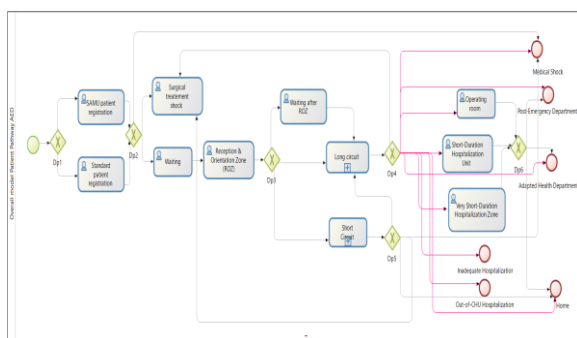 Overall model Patient Pathway AED
SAMU patient
registration
Standard
patient
registration
Dp1
Dp2
Surgical
treatement
shock
Waiting
Reception &
Orientation Zone
(ROZ)
Dp3
Waiting after
ROZ
Long circuit
Short
Circuit
Dp4
Dp5
Operating
room
Short-Duration
Hospitalization
Unit
Very Short-Duration
Hospitalization Zone
Dp6
Medical Shock
Post-Emergency Department
Adapted Health Department
Inadequate Hospitalization
Out-of-CHU Hospitalization
Home